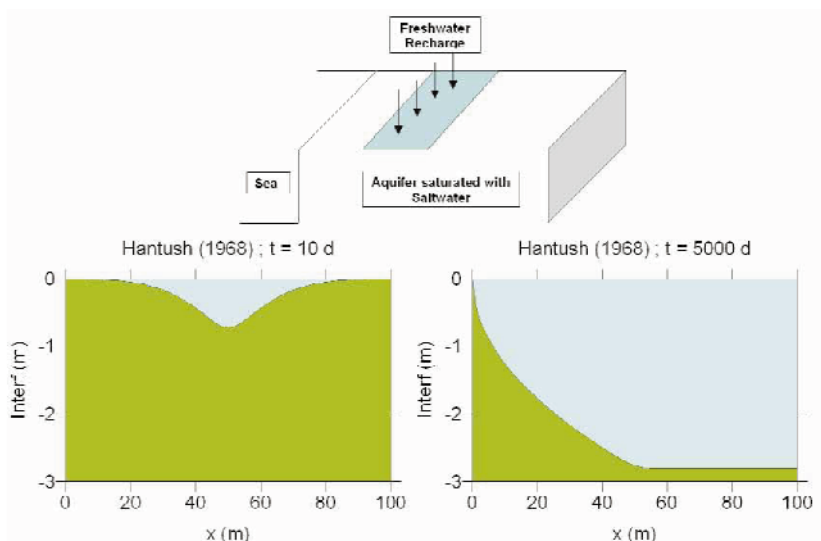 Freshwater
Recharge
Sea
Aquifer saturated with
Saltwater
Hantush (1968) ; t = 10 d
Hantush (1968) ; t = 5000 d
0
-1
-2
-3
Interf (m)
0 20 40 60 80 100
x (m)
0
-1
-2
-3
Interf (m)
0 20 40 60 80 100
x (m)